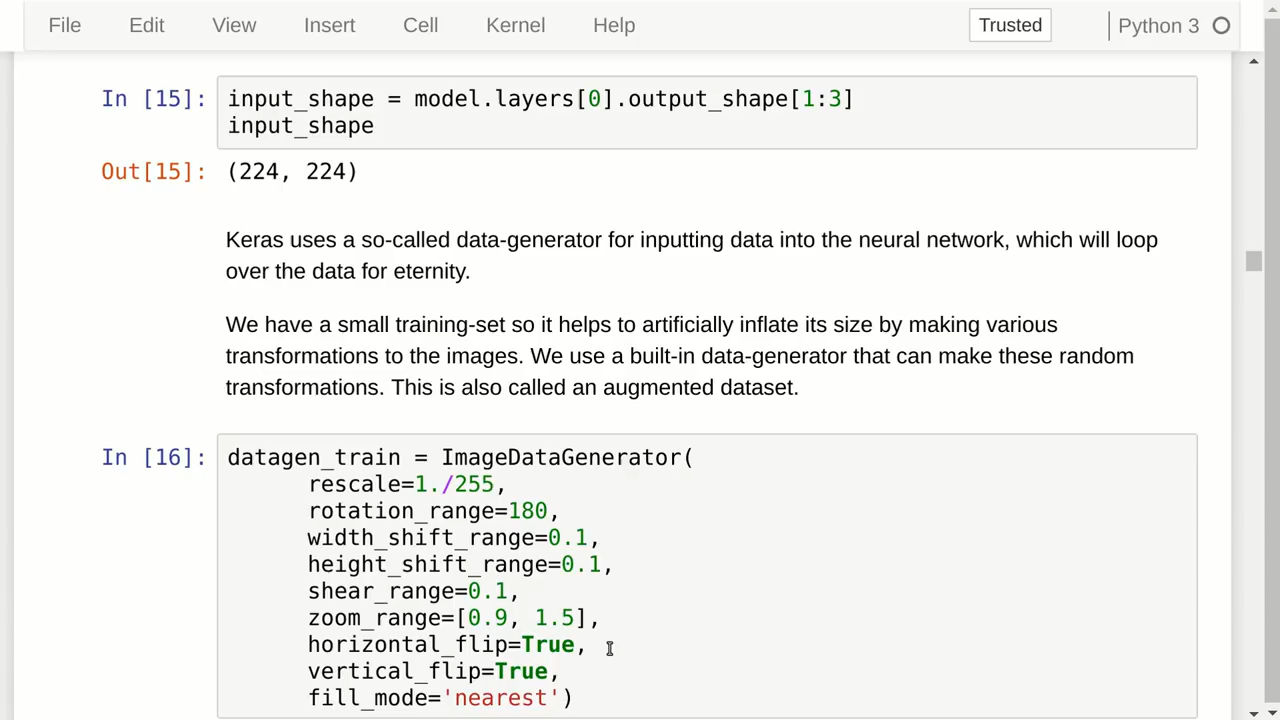 File Edit View Insert Cell Kernel Help Trusted Python 3
In [15]: input_shape = model.layers[0].output_shape[1:3]
input_shape
Out[15]: (224, 224)
Keras uses a so-called data-generator for inputting data into the neural network, which will loop
over the data for eternity.
We have a small training-set so it helps to artificially inflate its size by making various
transformations to the images. We use a built-in data-generator that can make these random
transformations. This is also called an augmented dataset.
In [16]: datagen_train = ImageDataGenerator(
rescale=1./255,
rotation_range=180,
width_shift_range=0.1,
height_shift_range=0.1,
shear_range=0.1,
zoom_range=[0.9, 1.5],
horizontal_flip=True,
vertical_flip=True,
fill_mode='nearest')